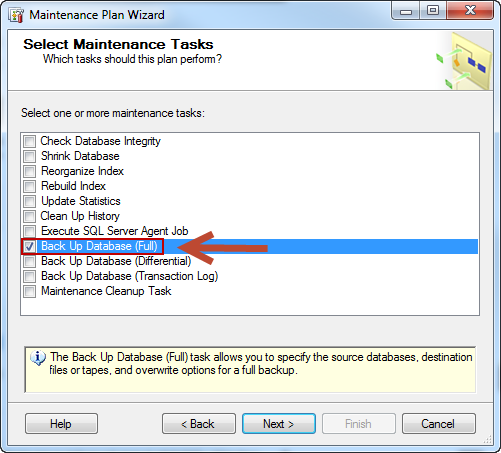 Maintenance Plan Wizard
Select Maintenance Tasks
Which tasks should this plan perform?
Select one or more maintenance tasks:
Check Database Integrity
Shrink Database
Reorganize Index
Rebuild Index
Update Statistics
Clean Up History
Execute SQL Server Agent Job
Back Up Database (Full)
Back Up Database (Differential)
Back Up Database (Transaction Log)
Maintenance Cleanup Task
The Back Up Database (Full) task allows you to specify the source databases, destination
files or tapes, and overwrite options for a full backup.
Help
< Back
Next >
Finish
Cancel